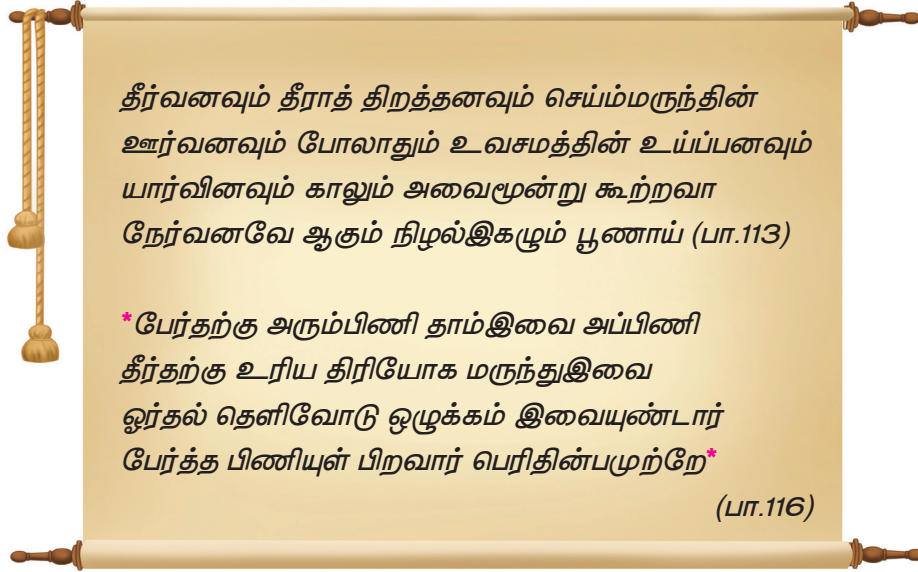 தீர்வனவும் தீராத் திறத்தனவும் செய்ம்மருந்தின்
ஊர்வனவும் போலாதும் உவசமத்தின் உய்ப்பனவும்
யார்வினவும் காலும் அவைமூன்று கூற்றவா
நேர்வனவே ஆகும் நிழல்இகழும் பூணாய் (பா.113)
*பேர்தற்கு அரும்பிணி தாம்இவை அப்பிணி
தீர்தற்கு உரிய திரியோக மருந்துஇவை
ஓர்தல் தெளிவோடு ஒழுக்கம் இவையுண்டார்
பேர்த்த பிணியுள் பிறவார் பெரிதின்பமுற்றே*
(பா.116)